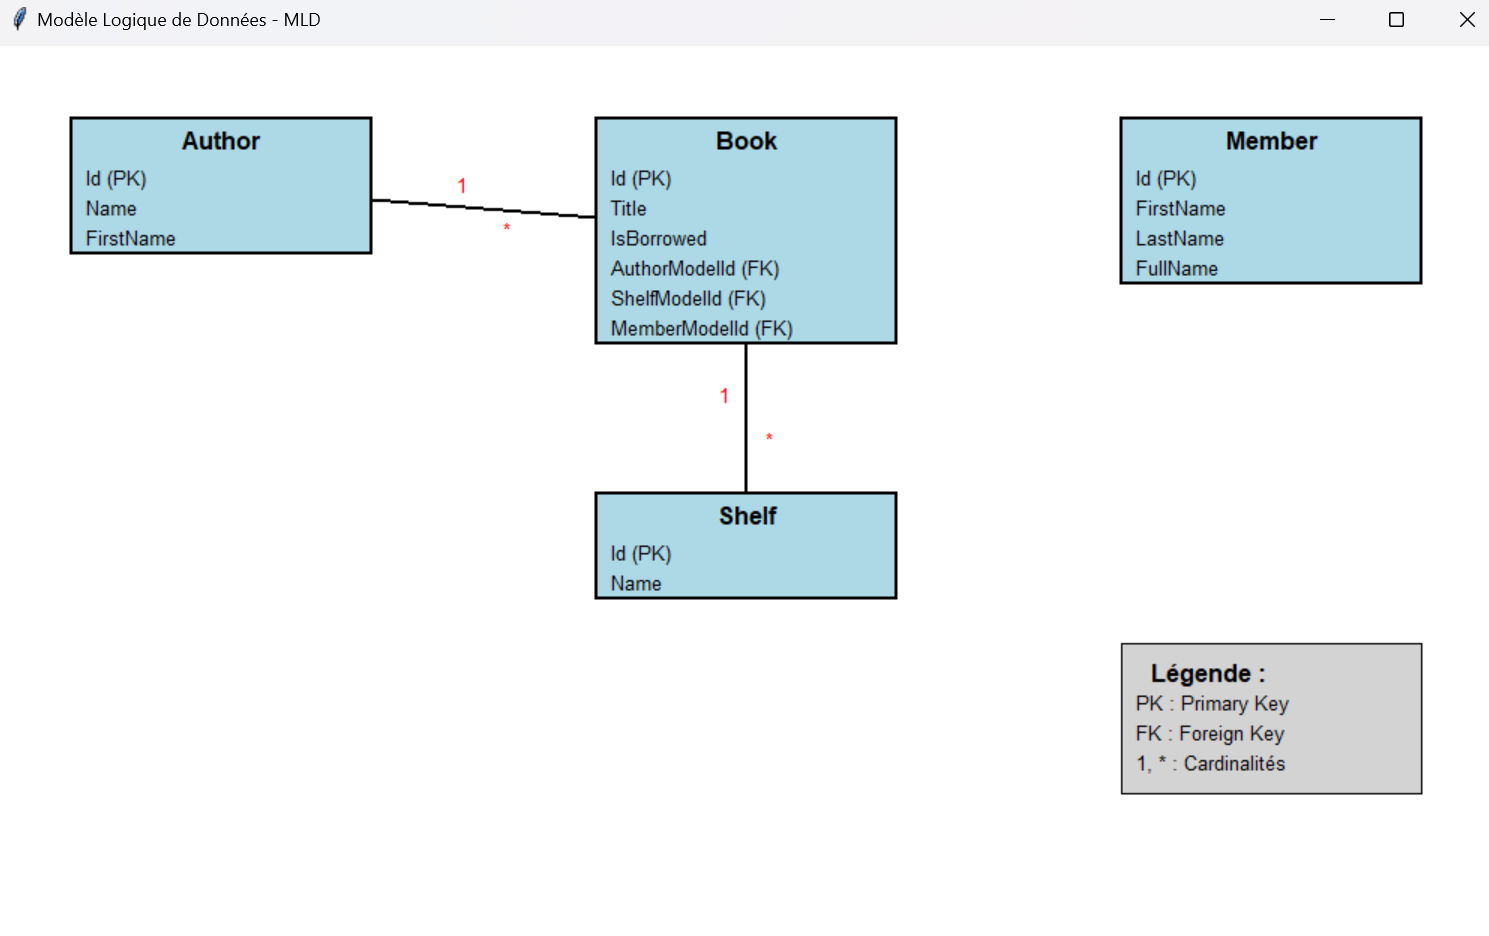 Modèle Logique de Données - MLD
Author
Id (PK)
Name
FirstName
1
*
Book
Id (PK)
Title
IsBorrowed
AuthorModelId (FK)
ShelfModelId (FK)
MemberModelId (FK)
Member
Id (PK)
FirstName
LastName
FullName
1
*
Shelf
Id (PK)
Name
Légende :
PK : Primary Key
FK : Foreign Key
1, * : Cardinalités